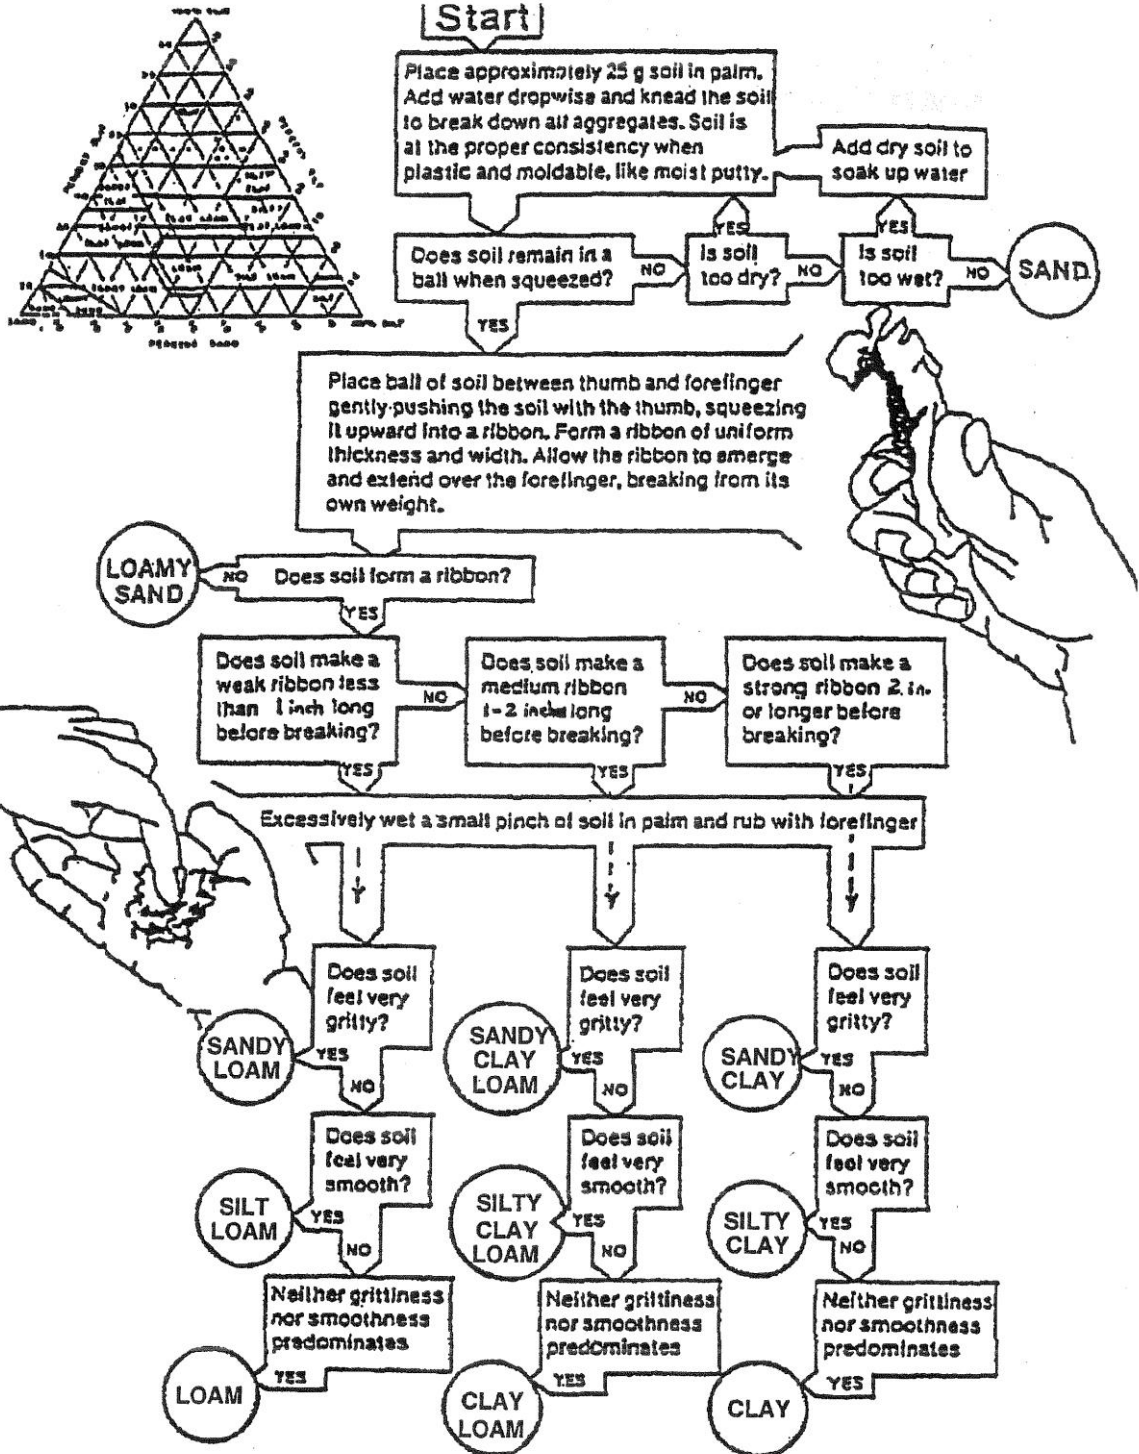 Start
Place approximately 25 g soil in palm.
Add water dropwise and knead the soil
to break down all aggregates. Soil is
at the proper consistency when
plastic and moldable, like moist putty.
Add dry soil to
soak up water
YES
YES
Does soil remain in a
ball when squeezed?
NO
Is soil
too dry?
NO
Is soil
too wet?
NO
SAND
PERCENT SAND
YES
Place ball of soil between thumb and forefinger
gently pushing the soil with the thumb, squeezing
it upward into a ribbon. Form a ribbon of uniform
thickness and width. Allow the ribbon to emerge
and extend over the forefinger, breaking from its
own weight.
LOAMY
SAND
NO
Does soil form a ribbon?
YES
Does soil make a
weak ribbon less
than 1 inch long
before breaking?
NO
Does soil make a
medium ribbon
1-2 inches long
before breaking?
NO
Does soil make a
strong ribbon 2 in.
or longer before
breaking?
YES
YES
YES
Excessively wet a small pinch of soil in palm and rub with forefinger
Does soil
feel very
gritty?
Does soil
feel very
gritty?
Does soil
feel very
gritty?
SANDY
LOAM
YES
NO
SANDY
CLAY
LOAM
YES
NO
SANDY
CLAY
YES
NO
Does soil
feel very
smooth?
Does soil
feel very
smooth?
Does soil
feel very
smooth?
SILT
LOAM
YES
NO
SILTY
CLAY
LOAM
YES
NO
SILTY
CLAY
YES
NO
Neither grittiness
nor smoothness
predominates
Neither grittiness
nor smoothness
predominates
Neither grittiness
nor smoothness
predominates
LOAM
YES
CLAY
LOAM
YES
CLAY
YES